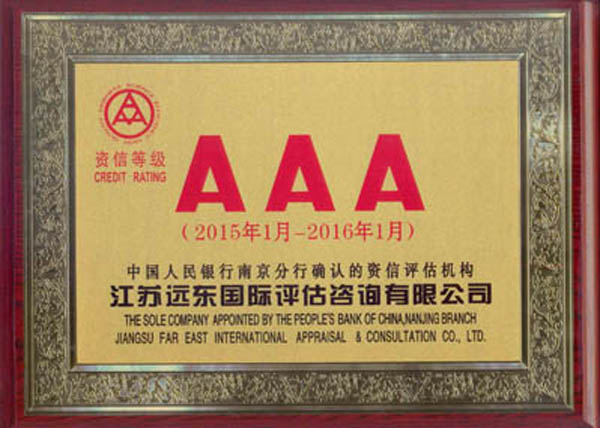 资信等级
CREDIT RATING
AAA
(2015年1月-2016年1月)
中国人民银行南京分行确认的资信评估机构
江苏远东国际评估咨询有限公司
THE SOLE COMPANY APPOINTED BY THE PEOPLE'S BANK OF CHINA,NANJING BRANCH
JIANGSU FAR EAST INTERNATIONAL APPRAISAL & CONSULTATION CO., LTD.